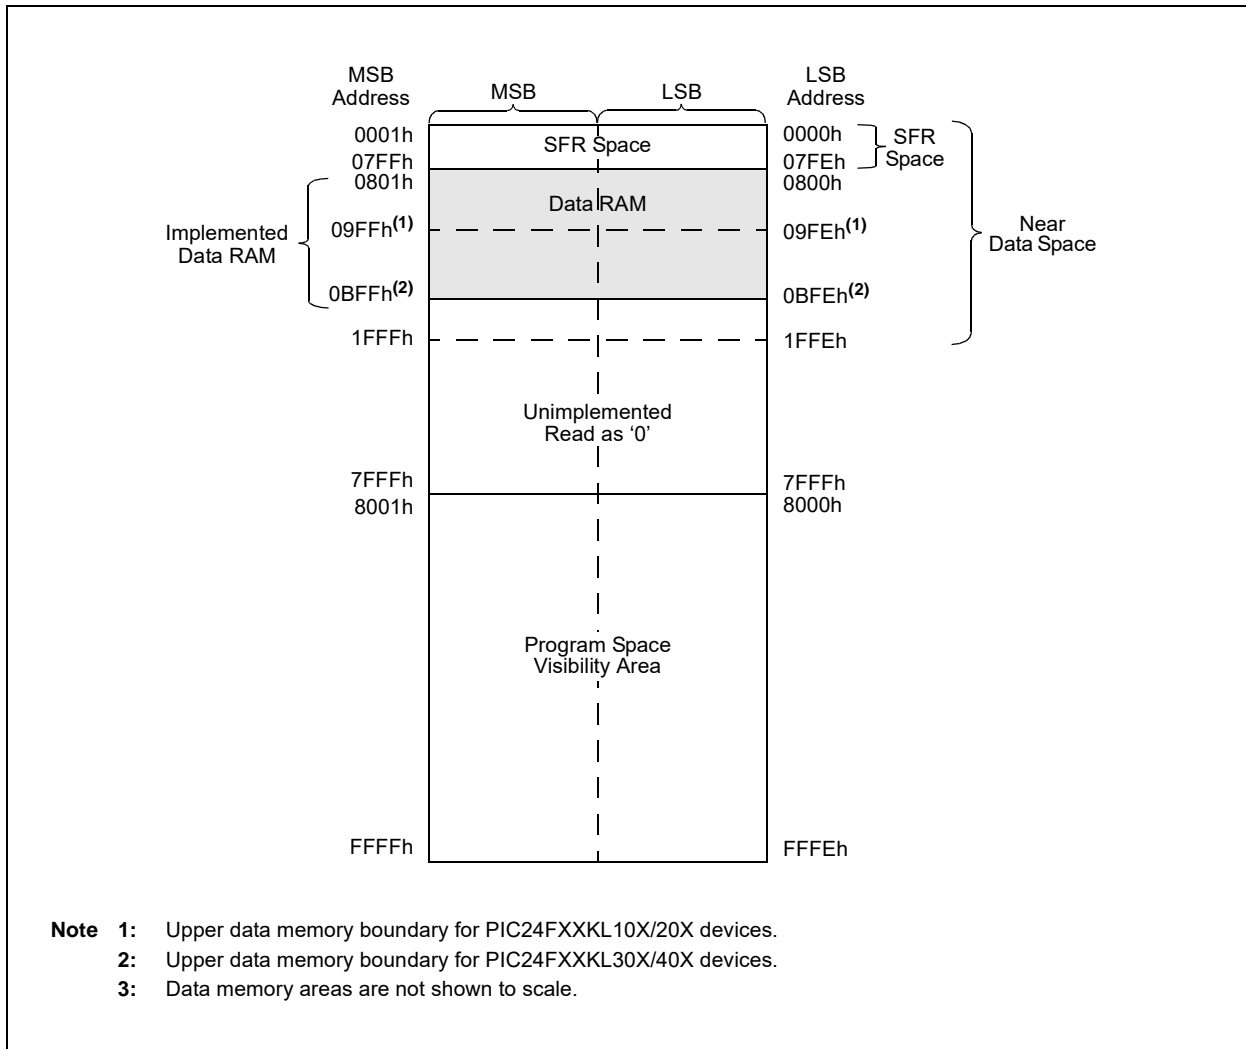 MSB
Address
MSB
LSB
LSB
Address
0001h
SFR Space
0000h
SFR
Space
07FFh
07FEh
0801h
0800h
Data RAM
Implemented
Data RAM
09FFh(1)
09FEh(1)
Near
Data Space
0BFFh(2)
0BFEh(2)
1FFFh
1FFEh
Unimplemented
Read as ‘0’
7FFFh
7FFFh
8001h
8000h
Program Space
Visibility Area
FFFFh
FFFEh
Note 1: Upper data memory boundary for PIC24FXXKL10X/20X devices.
2: Upper data memory boundary for PIC24FXXKL30X/40X devices.
3: Data memory areas are not shown to scale.